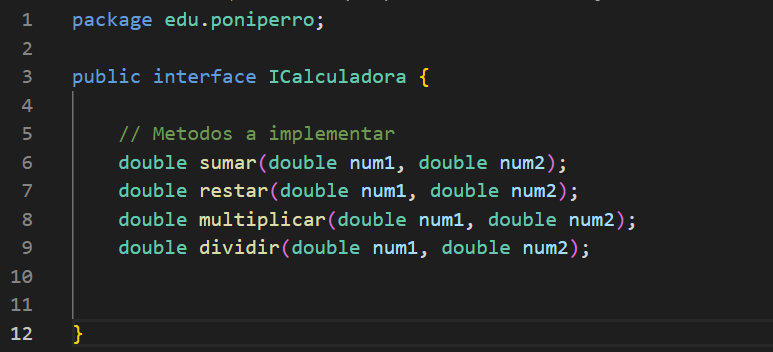 1 package edu.poniperro;
2
3 public interface ICalculadora {
4
5 // Metodos a implementar
6 double sumar(double num1, double num2);
7 double restar(double num1, double num2);
8 double multiplicar(double num1, double num2);
9 double dividir(double num1, double num2);
10
11
12 }